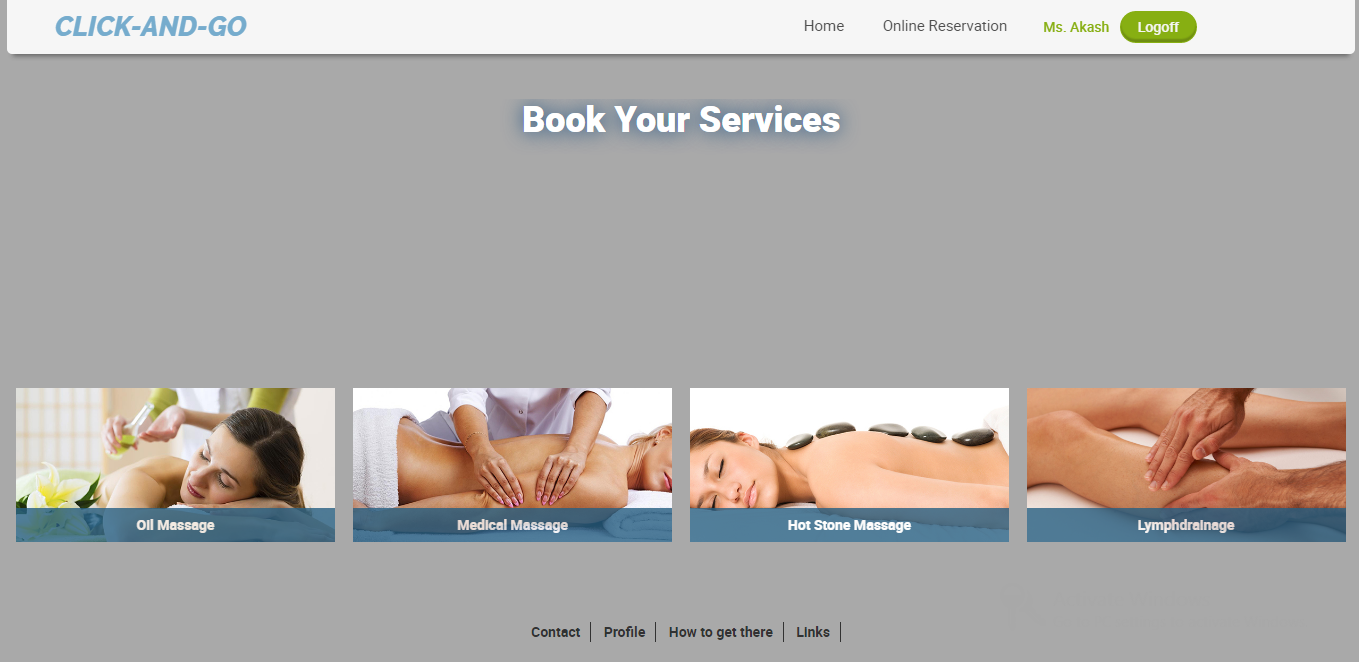 CLICK-AND-GO
Home
Online Reservation
Ms. Akash
Logoff
Book Your Services
Oil Massage
Medical Massage
Hot Stone Massage
Lymphdrainage
Contact
Profile
How to get there
Links